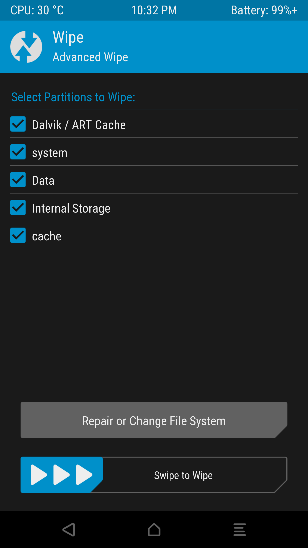 CPU: 30 °C 10:32 PM Battery: 99%+
Wipe
Advanced Wipe
Select Partitions to Wipe:
Dalvik / ART Cache
system
Data
Internal Storage
cache
Repair or Change File System
Swipe to Wipe